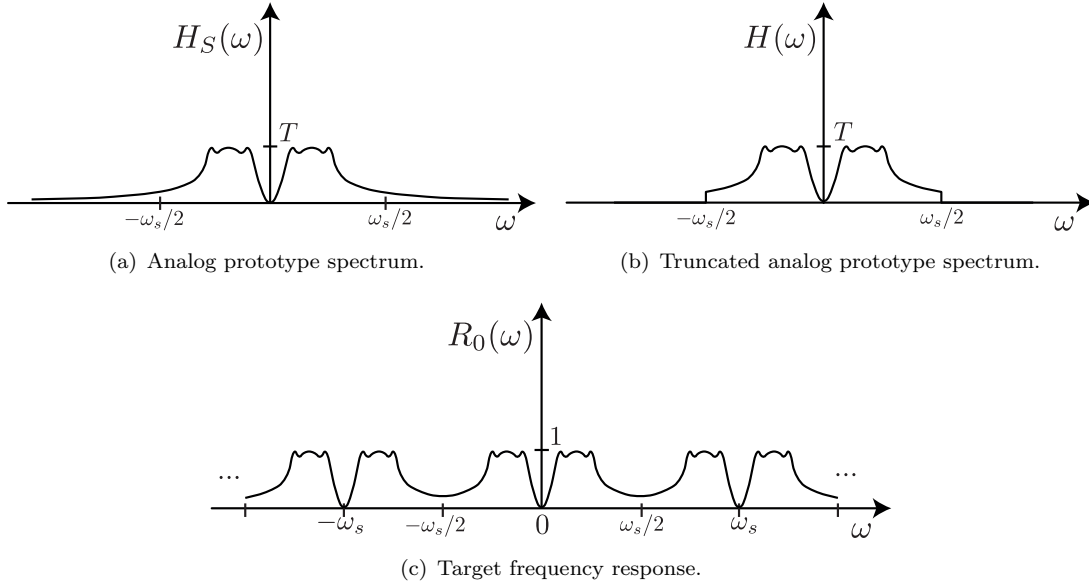 H_S(ω)
T
−ω_s/2
ω_s/2
ω
(a) Analog prototype spectrum.
H(ω)
T
−ω_s/2
ω_s/2
ω
(b) Truncated analog prototype spectrum.
R_0(ω)
1
...
...
−ω_s
−ω_s/2
0
ω_s/2
ω_s
ω
(c) Target frequency response.